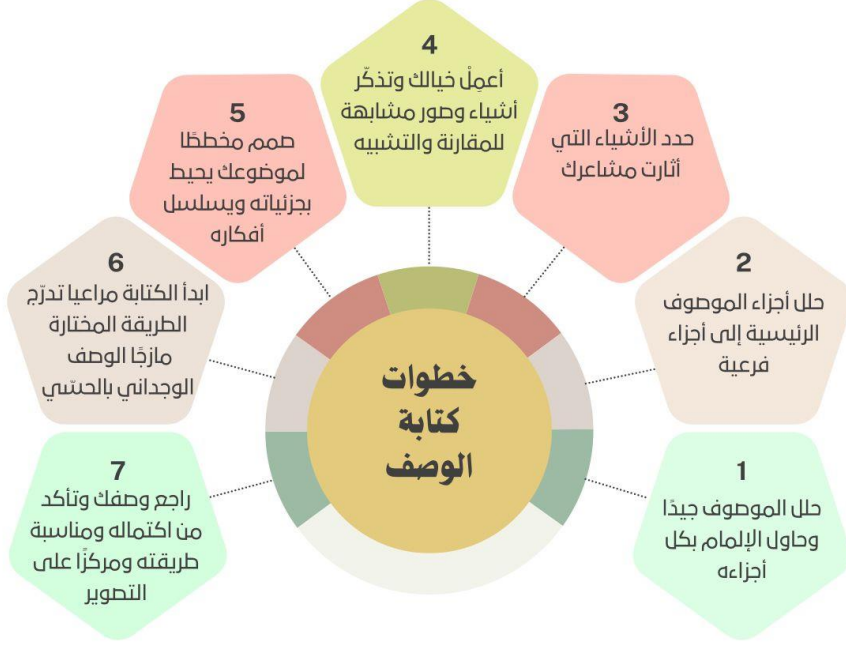 خطوات
كتابة
الوصف
1
حلل الموصوف جيدًا
وحاول الإلمام بكل
أجزاءه
2
حلل أجزاء الموصوف
الرئيسية إلى أجزاء
فرعية
3
حدد الأشياء التي
أثارت مشاعرك
4
أعمِلْ خيالك وتذكّر
أشياء وصور مشابهة
للمقارنة والتشبيه
5
صمم مخططًا
لموضوعك يحيط
بجزئياته ويسلسل
أفكاره
6
ابدأ الكتابة مراعيا تدرّج
الطريقة المختارة
مازجًا الوصف
الوجداني بالحسّي
7
راجع وصفك وتأكد
من اكتماله ومناسبة
طريقته ومركزًا على
التصوير